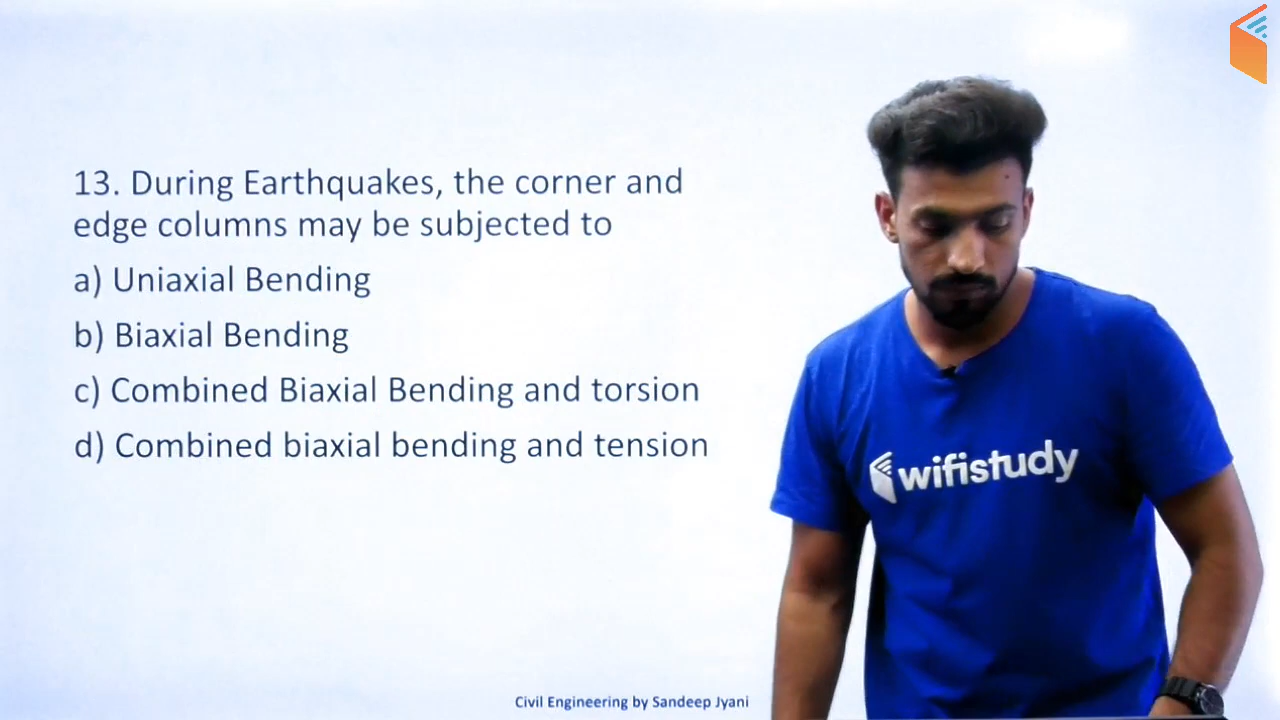 13. During Earthquakes, the corner and
edge columns may be subjected to
a) Uniaxial Bending
b) Biaxial Bending
c) Combined Biaxial Bending and torsion
d) Combined biaxial bending and tension
wifistudy
Civil Engineering by Sandeep Jyani